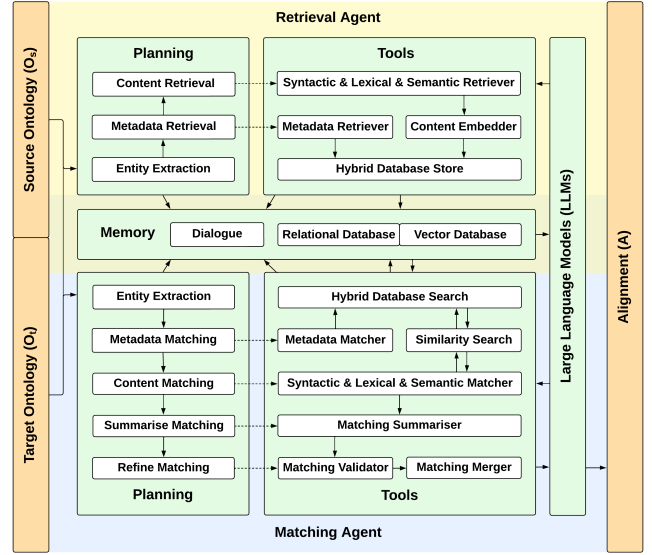 Retrieval Agent
Source Ontology (Oₛ)
Planning
Content Retrieval
Metadata Retrieval
Entity Extraction
Tools
Syntactic & Lexical & Semantic Retriever
Metadata Retriever
Content Embedder
Hybrid Database Store
Memory
Dialogue
Relational Database
Vector Database
Large Language Models (LLMs)
Alignment (A)
Target Ontology (Oₜ)
Entity Extraction
Metadata Matching
Content Matching
Summarise Matching
Refine Matching
Planning
Hybrid Database Search
Metadata Matcher
Similarity Search
Syntactic & Lexical & Semantic Matcher
Matching Summariser
Matching Validator
Matching Merger
Tools
Matching Agent